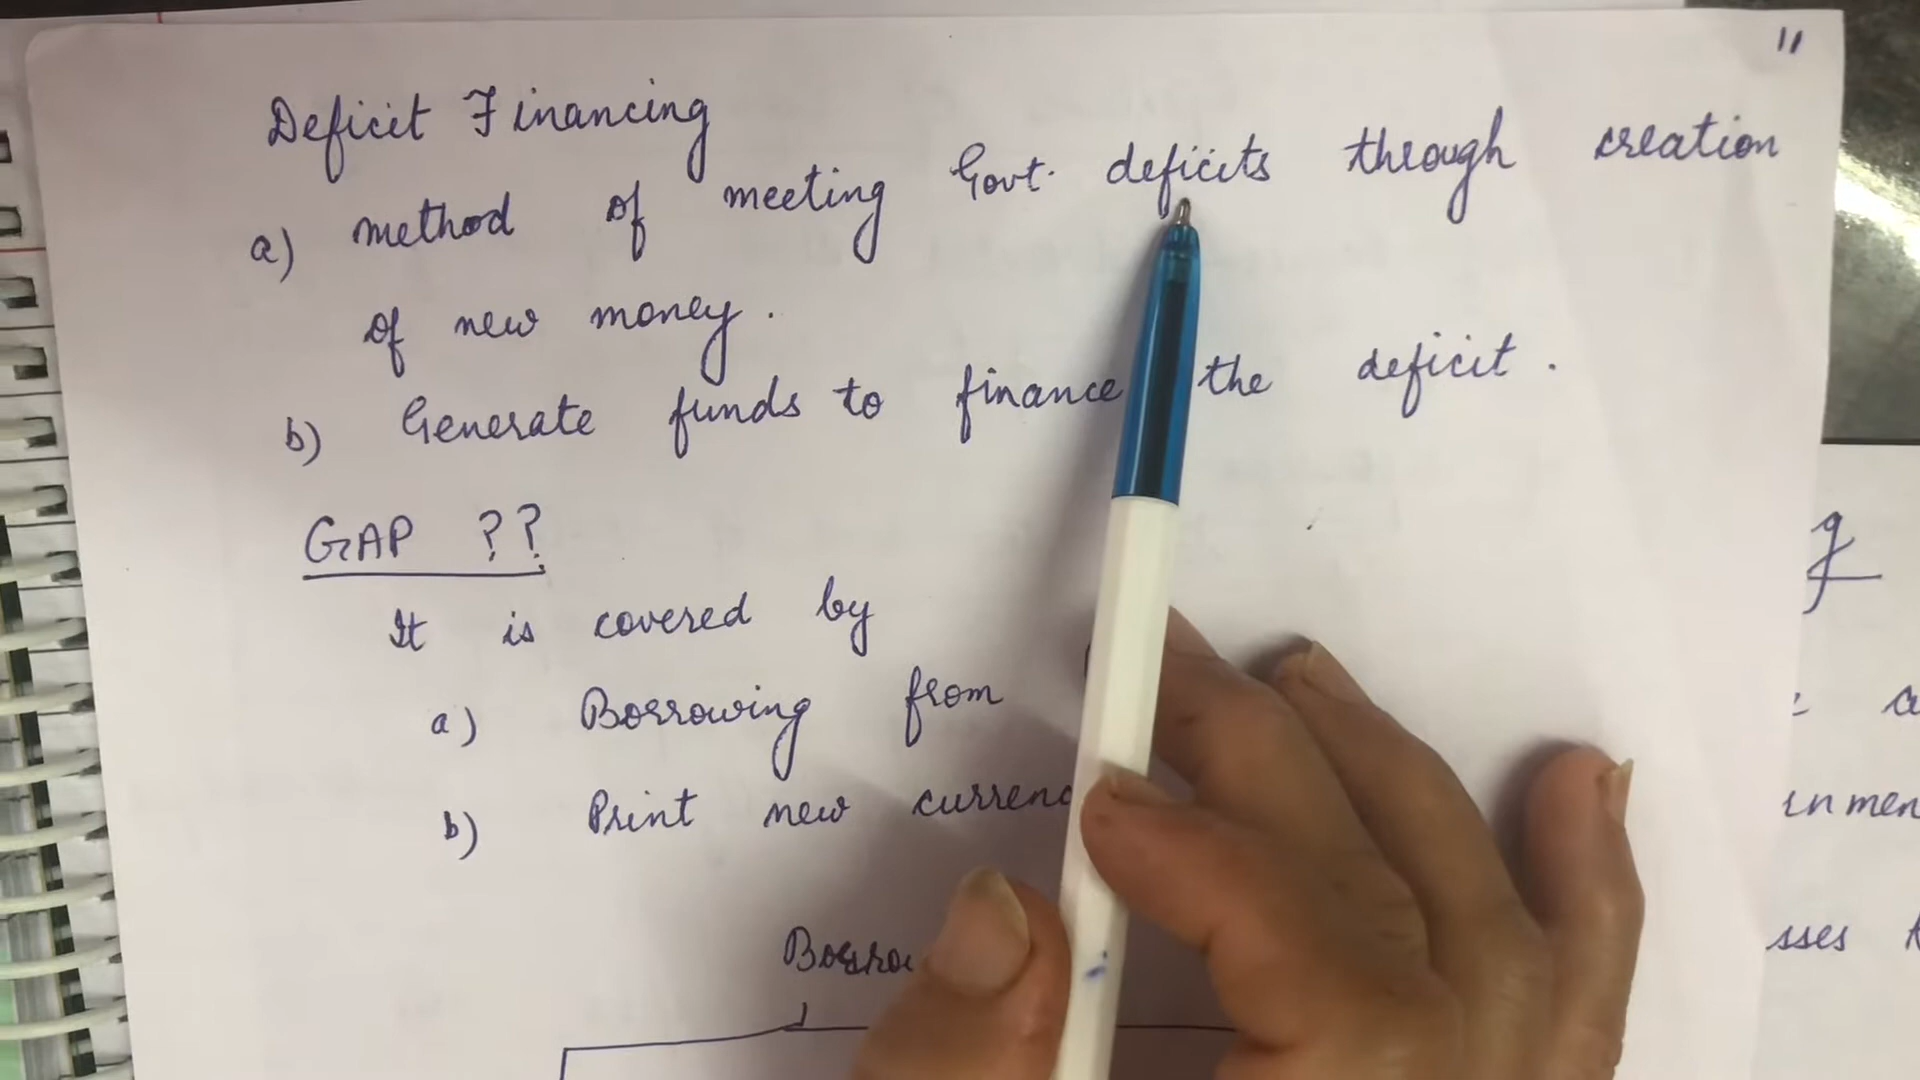 11
Deficit Financing
a) method of meeting Govt. deficits through creation
of new money.
b) Generate funds to finance the deficit.
GAP ??
It is covered by
a) Borrowing from
b) Print new